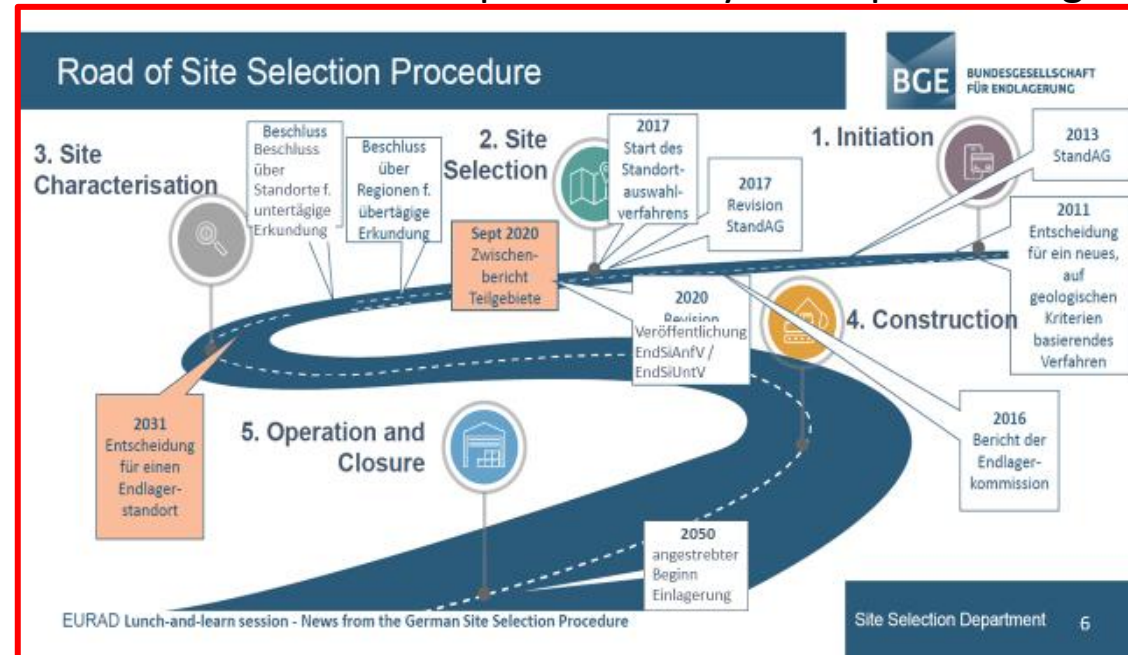 Road of Site Selection Procedure
BGE
BUNDESGESELLSCHAFT
FÜR ENDLAGERUNG
3. Site
Characterisation
Beschluss
Beschluss
über
Standorte f.
untertägige
Erkundung
Beschluss
über
Regionen f.
übertägige
Erkundung
2. Site
Selection
2017
Start des
Standort-
auswahl-
verfahrens
2017
Revision
StandAG
1. Initiation
2013
StandAG
2011
Entscheidung
für ein neues,
auf
geologischen
Kriterien
basierendes
Verfahren
Sept 2020
Zwischen-
bericht
Teilgebiete
2020
Revision
Veröffentlichung
EndSiAnfV /
EndSiUntV
4. Construction
2016
Bericht der
Endlager-
kommission
2031
Entscheidung
für einen
Endlager-
standort
5. Operation and
Closure
2050
angestrebter
Beginn
Einlagerung
EURAD Lunch-and-learn session - News from the German Site Selection Procedure
Site Selection Department 6